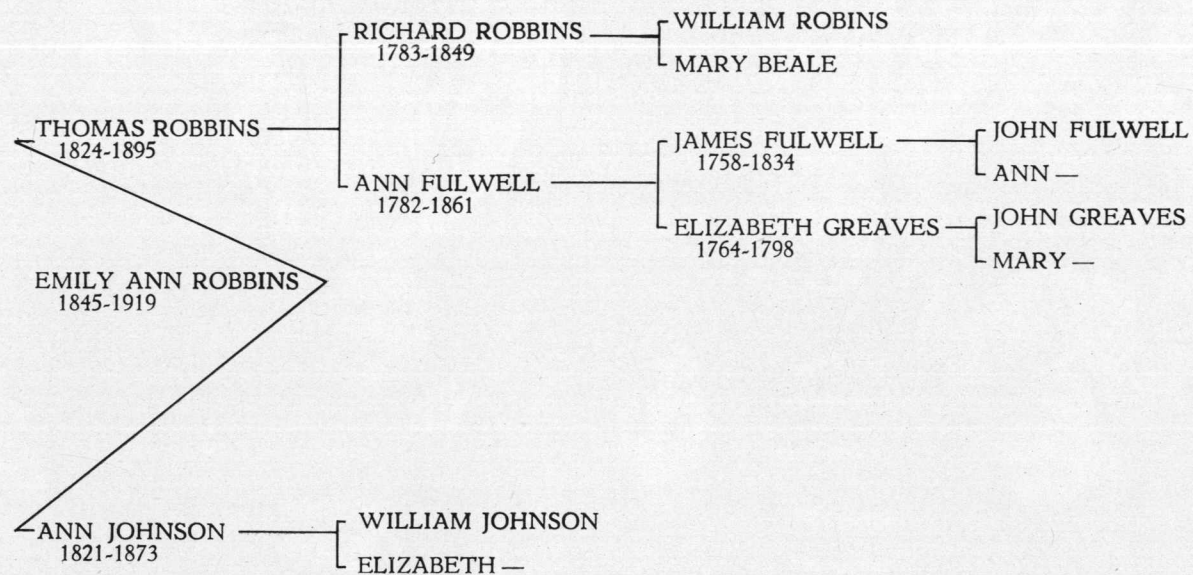 RICHARD ROBBINS
1783-1849
WILLIAM ROBINS
MARY BEALE
THOMAS ROBBINS
1824-1895
ANN FULWELL
1782-1861
JAMES FULWELL
1758-1834
JOHN FULWELL
ANN —
ELIZABETH GREAVES
1764-1798
JOHN GREAVES
MARY —
EMILY ANN ROBBINS
1845-1919
ANN JOHNSON
1821-1873
WILLIAM JOHNSON
ELIZABETH —